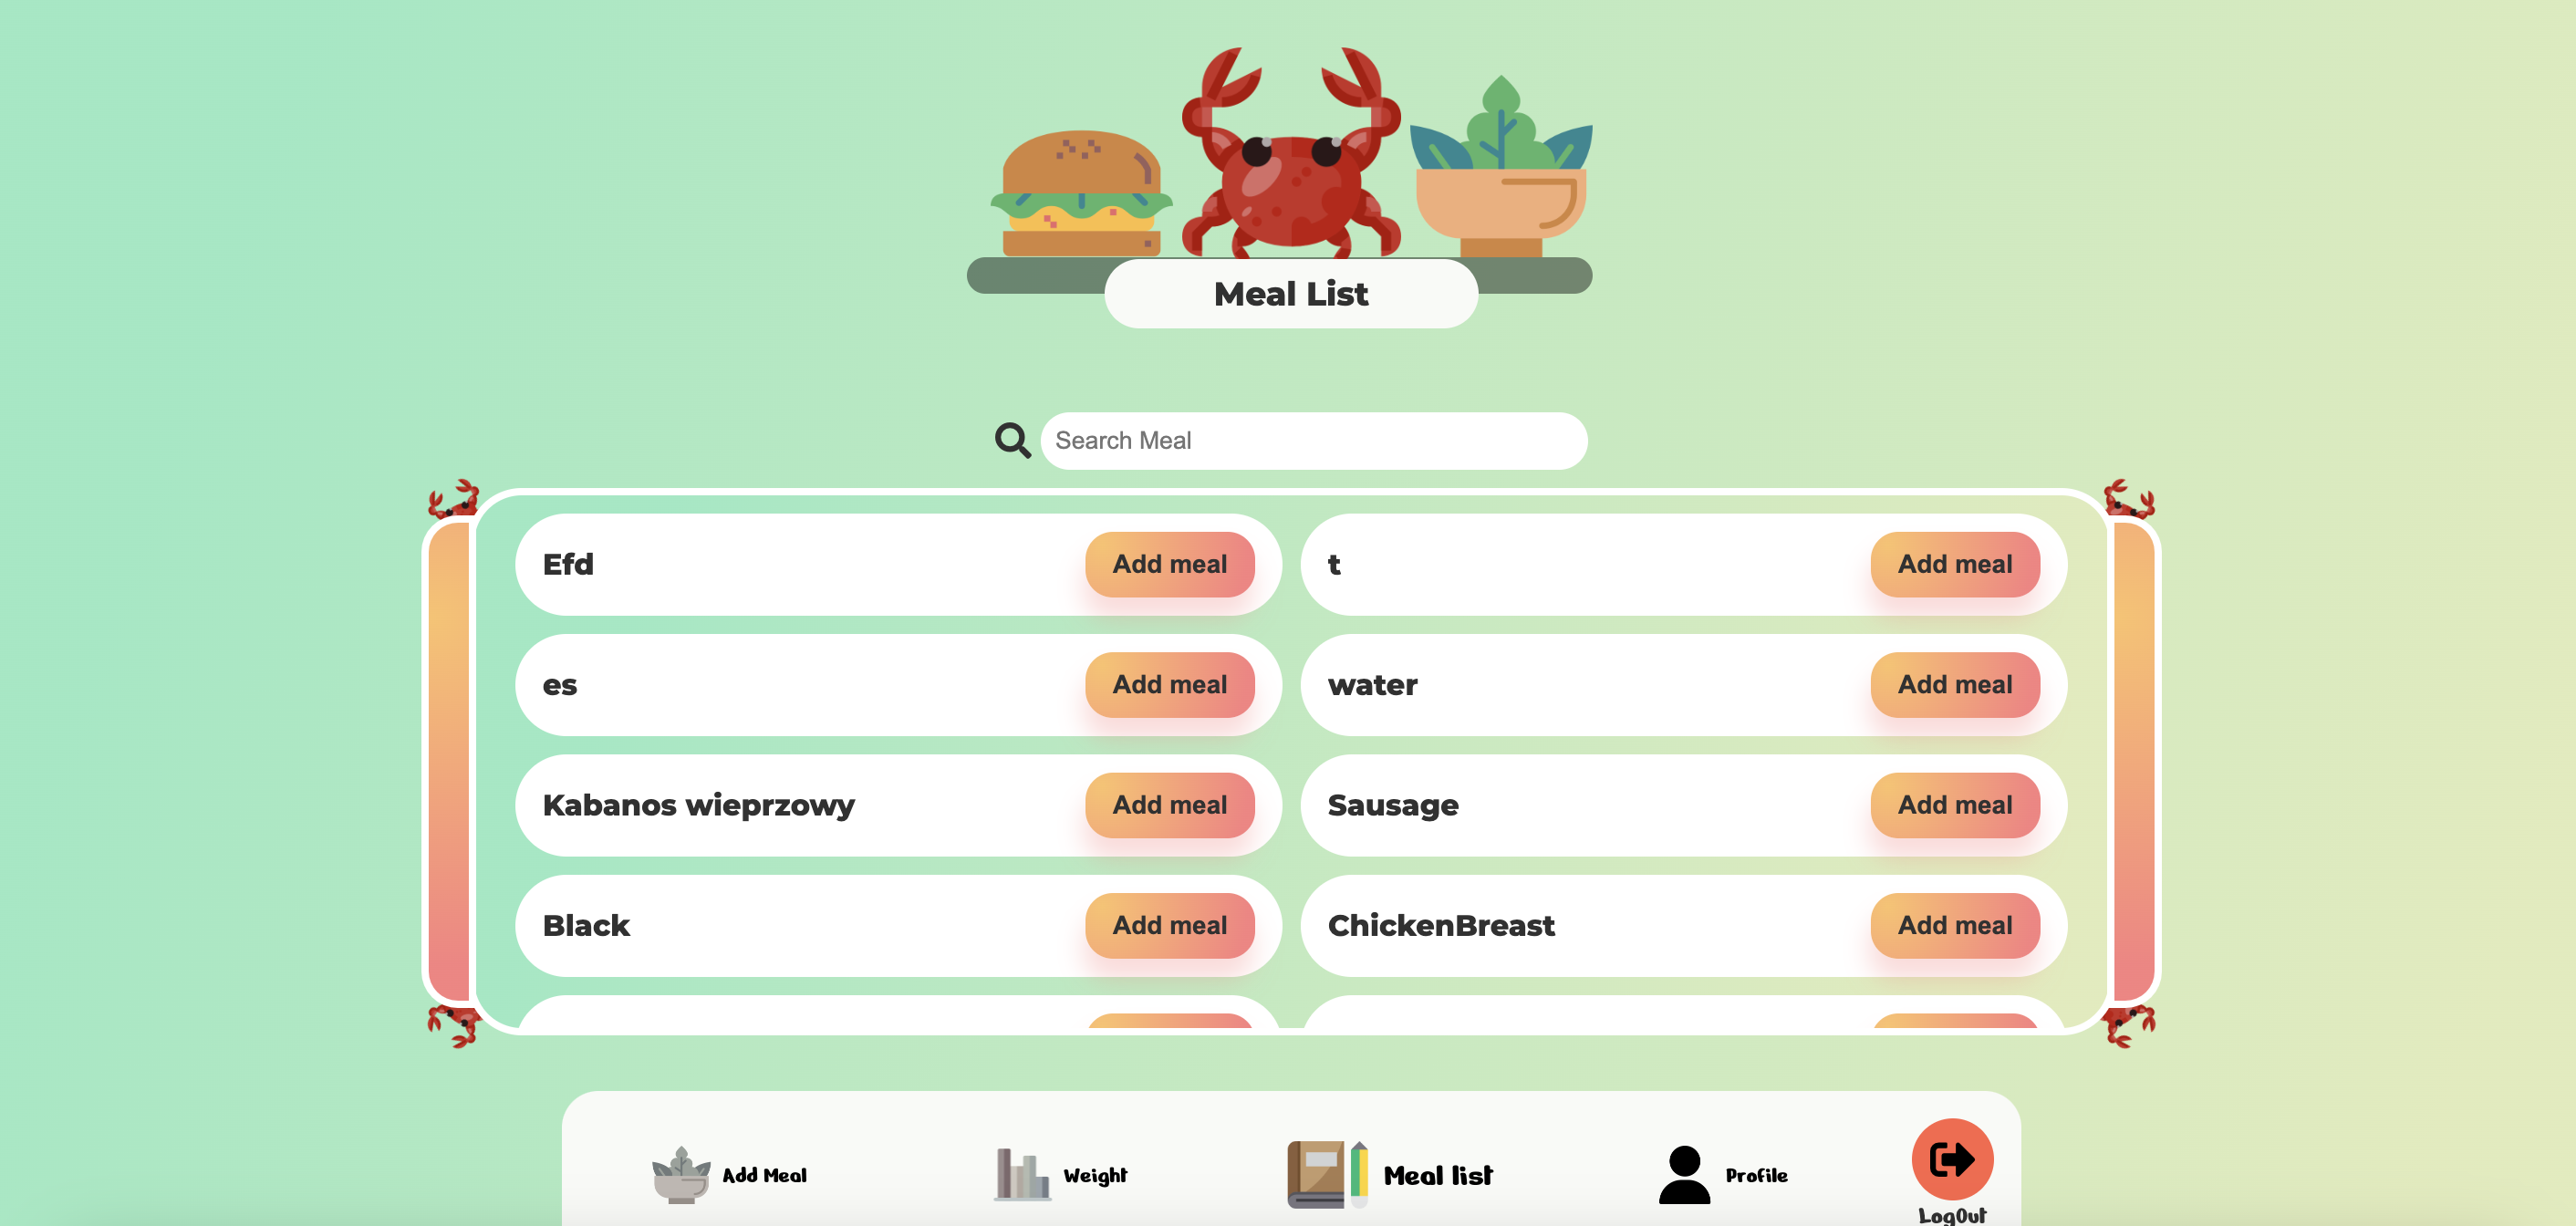 Meal List
Search Meal
Efd
Add meal
t
Add meal
es
Add meal
water
Add meal
Kabanos wieprzowy
Add meal
Sausage
Add meal
Black
Add meal
ChickenBreast
Add meal
Add Meal
Weight
Meal list
Profile
LogOut